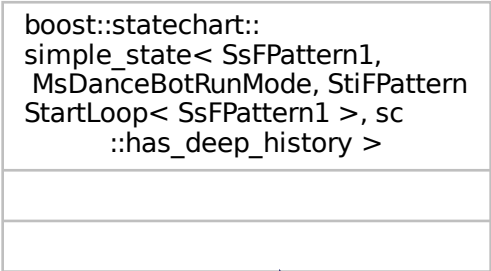 boost::statechart::
simple_state< SsFPattern1,
MsDanceBotRunMode, StiFPattern
StartLoop< SsFPattern1 >, sc
::has_deep_history >